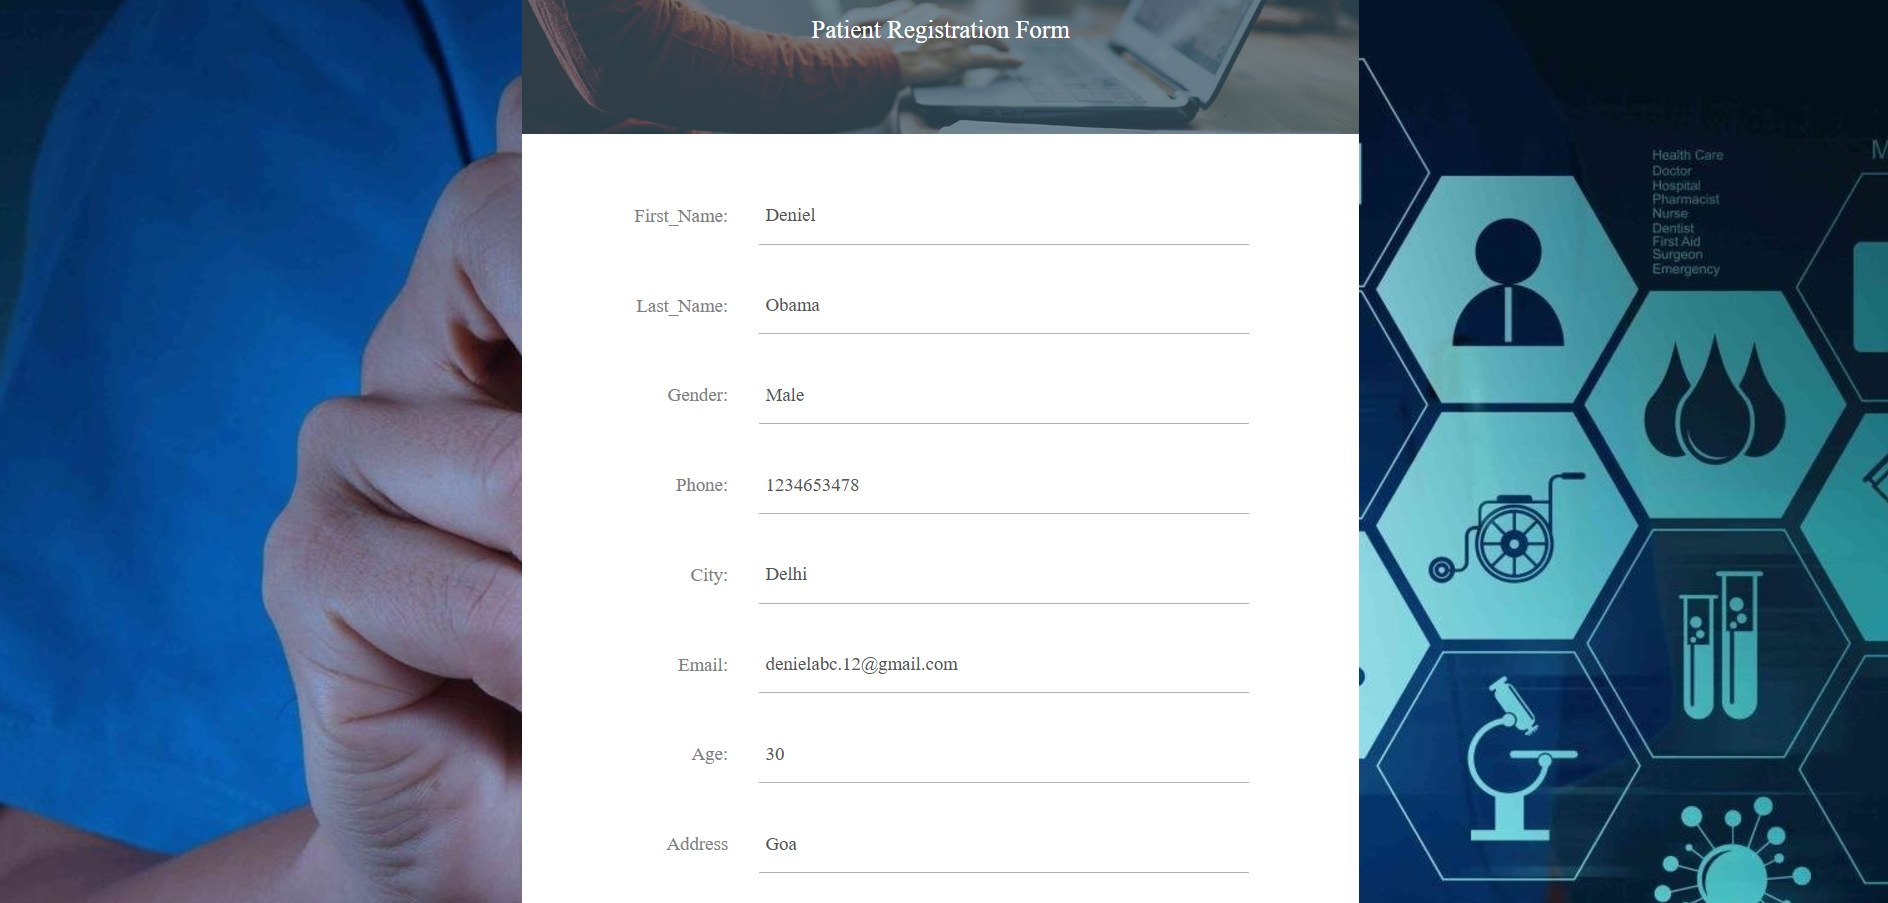 Patient Registration Form
First_Name: Deniel
Last_Name: Obama
Gender: Male
Phone: 1234653478
City: Delhi
Email: denielabc.12@gmail.com
Age: 30
Address Goa
Health Care
Doctor
Hospital
Pharmacist
Nurse
Dentist
First Aid
Surgeon
Emergency
M